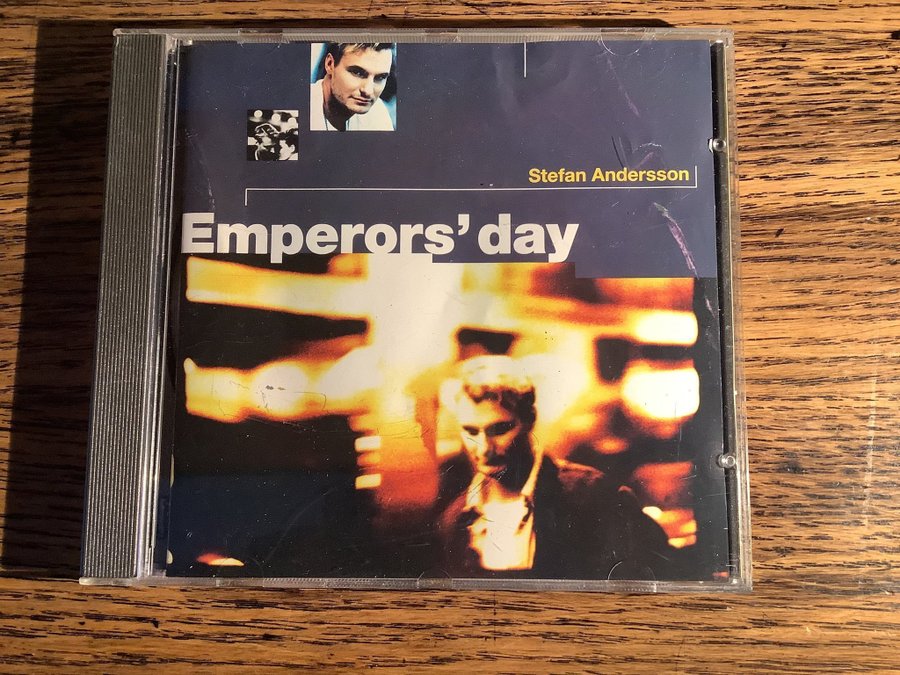 Stefan Andersson
Emperors’ day